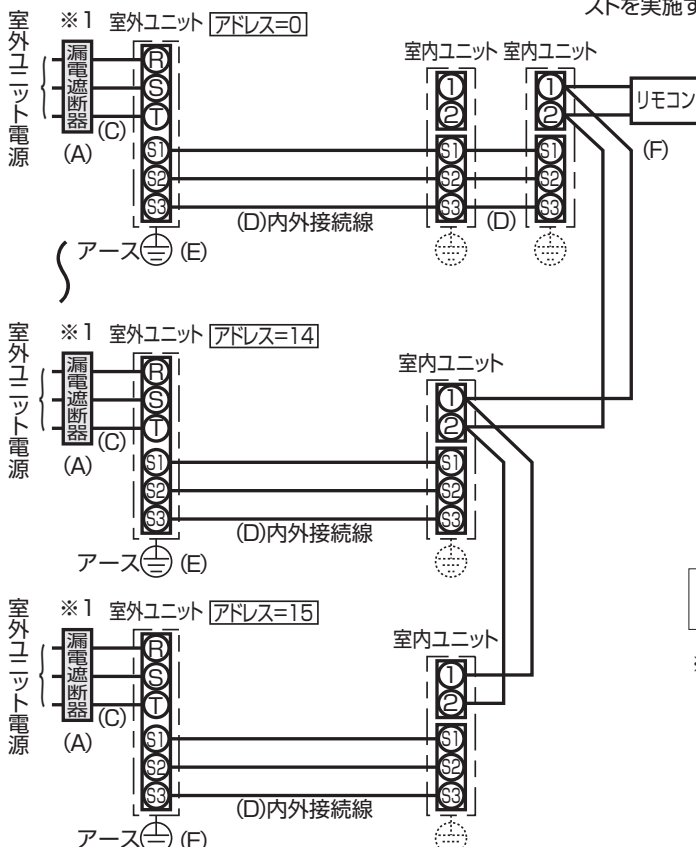 ストを実施す
室外ユニット電源
※1 室外ユニット アドレス=0
漏電遮断器
(A)
(C)
R
S
T
S1
S2
S3
アース (E)
(D)内外接続線
室内ユニット 室内ユニット
1
2
S1
S2
S3
(D)
1
2
S1
S2
S3
リモコン
(F)
室外ユニット電源
※1 室外ユニット アドレス=14
漏電遮断器
(A)
(C)
R
S
T
S1
S2
S3
アース (E)
(D)内外接続線
室内ユニット
1
2
S1
S2
S3
室外ユニット電源
※1 室外ユニット アドレス=15
漏電遮断器
(A)
(C)
R
S
T
S1
S2
S3
アース (E)
(D)内外接続線
室内ユニット
1
2
S1
S2
S3